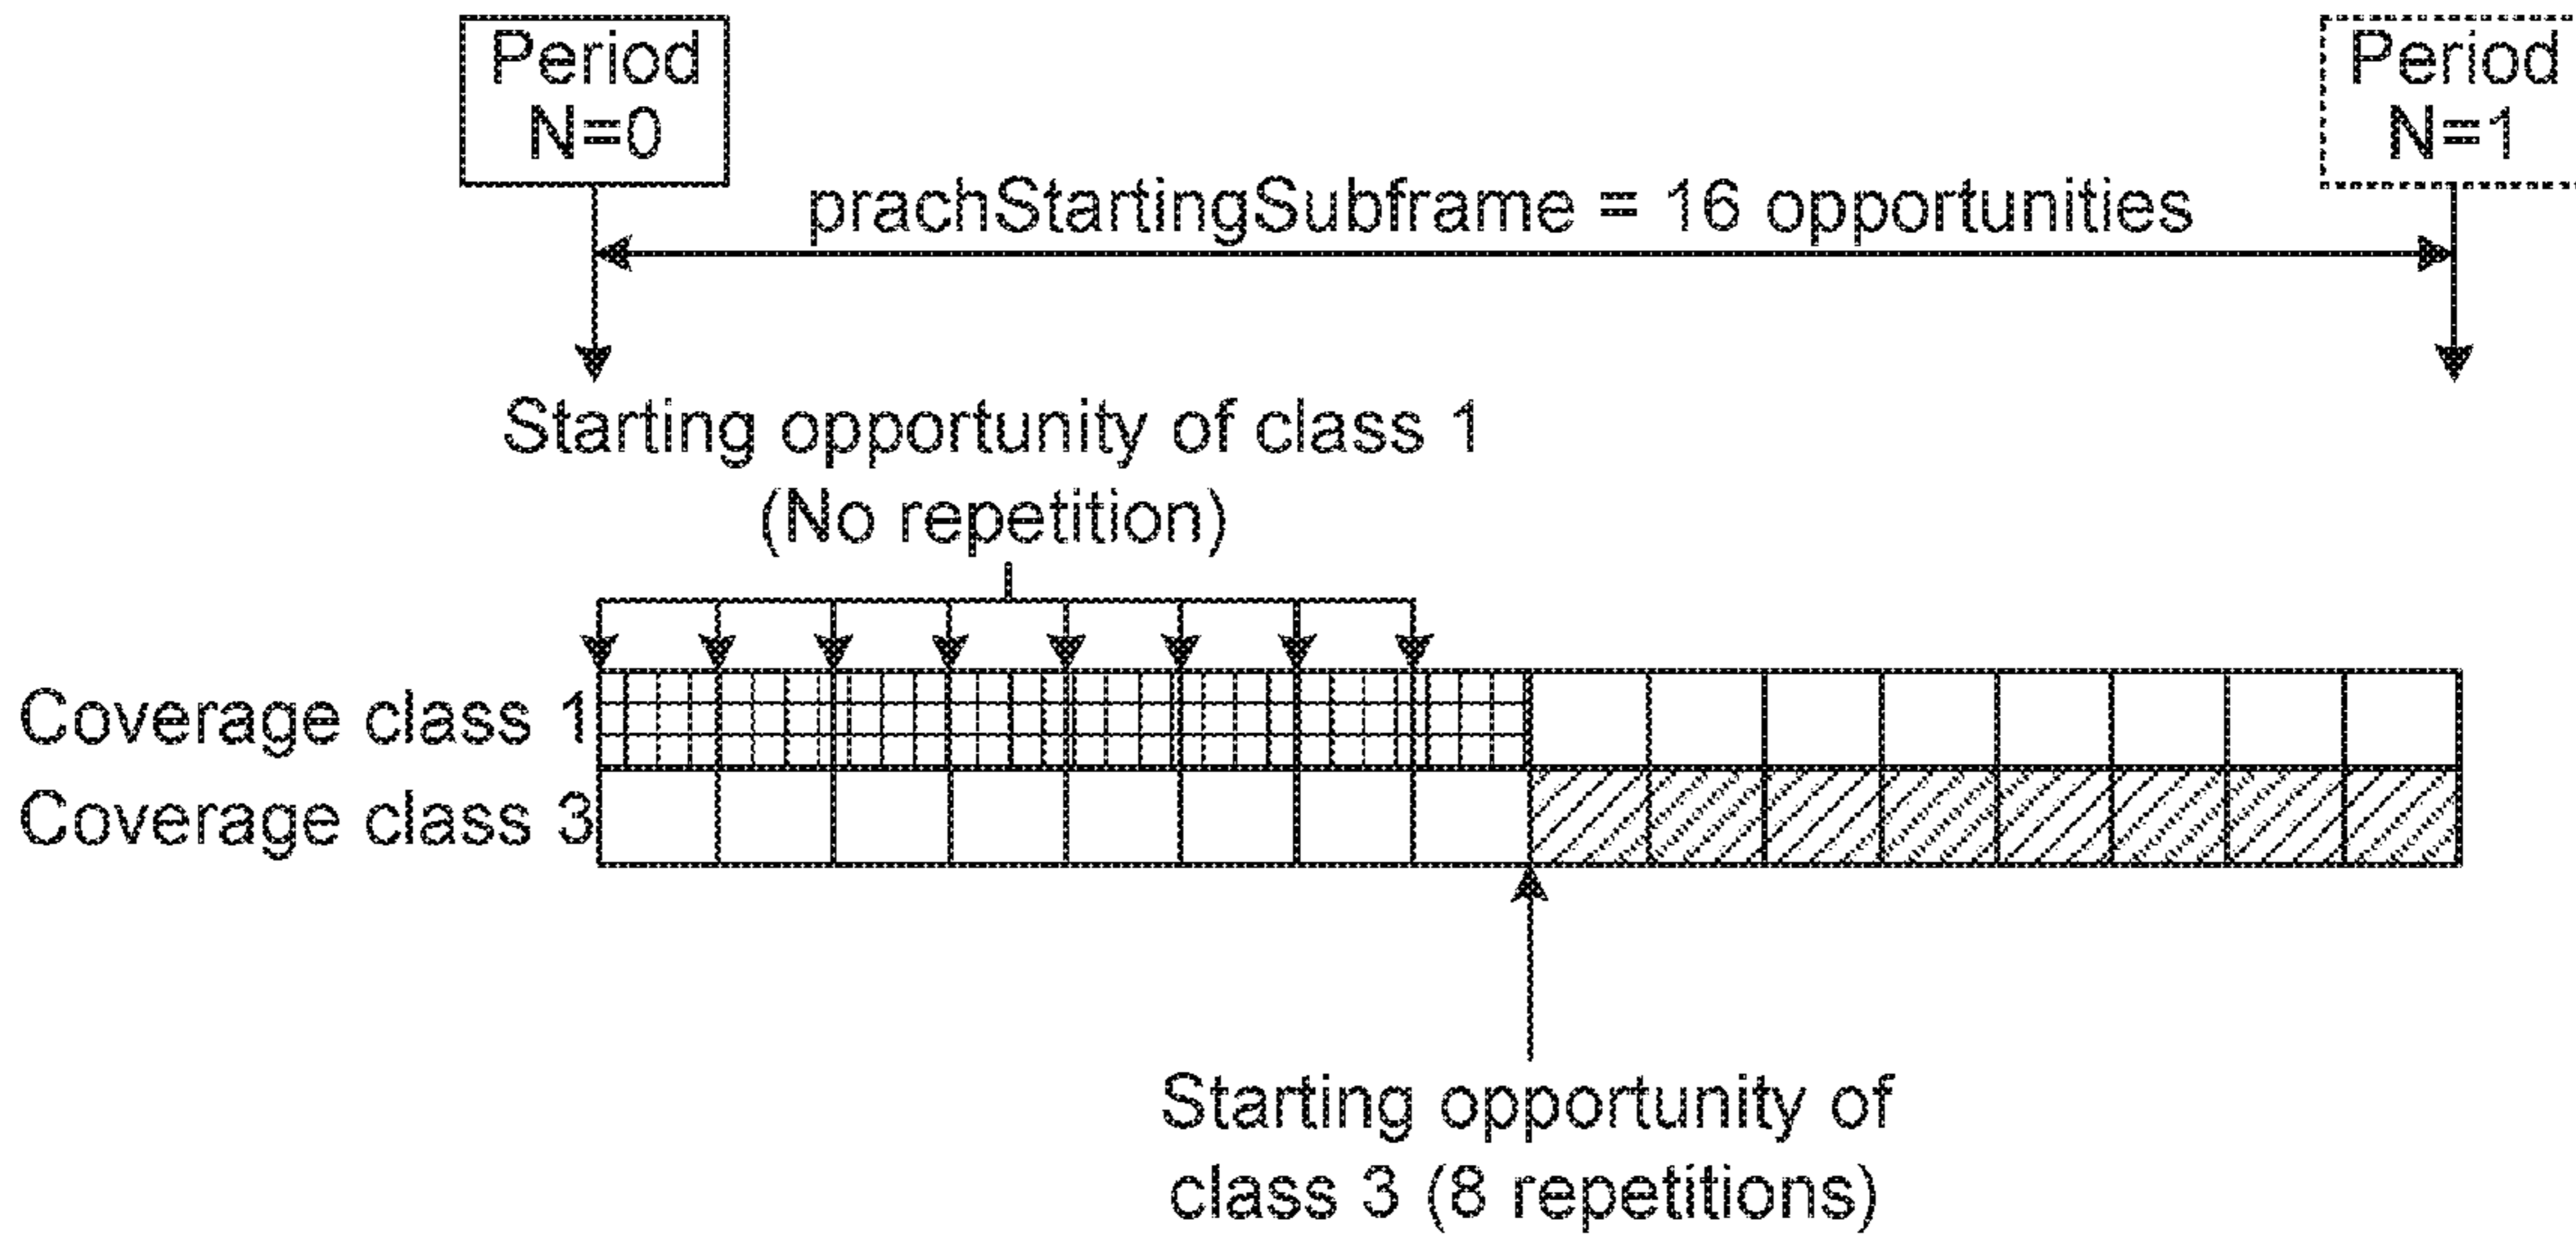 Period
N=0
Period
N=1
prachStartingSubframe = 16 opportunities
Starting opportunity of class 1
(No repetition)
Coverage class 1
Coverage class 3
Starting opportunity of
class 3 (8 repetitions)